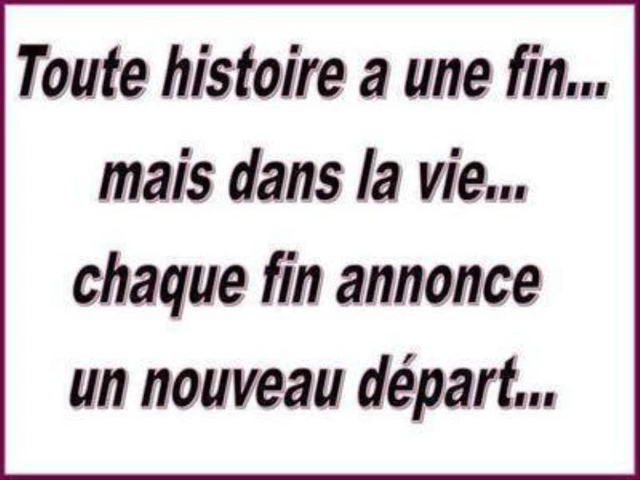 Toute histoire a une fin...
mais dans la vie...
chaque fin annonce
un nouveau départ...